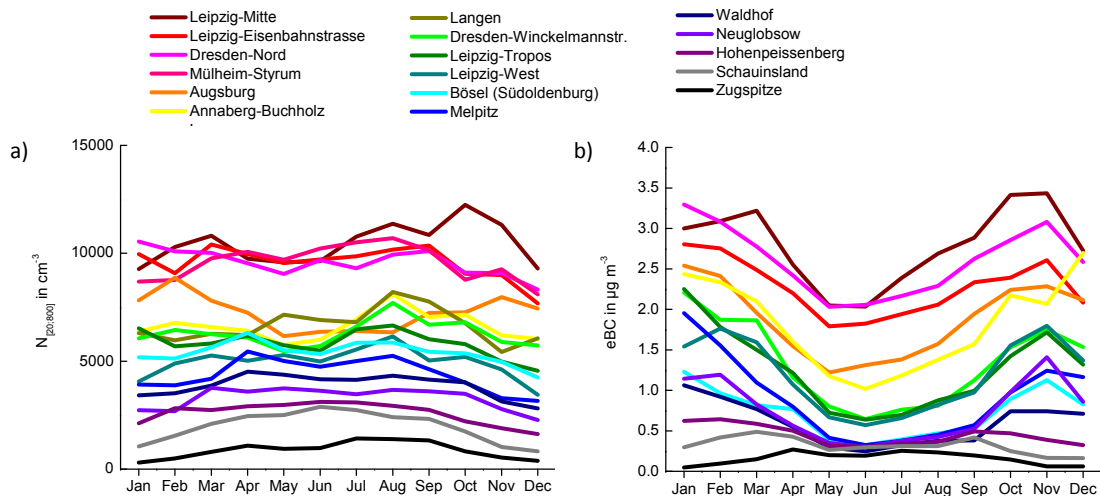 Leipzig-Mitte
Leipzig-Eisenbahnstrasse
Dresden-Nord
Mülheim-Styrum
Augsburg
Annaberg-Buchholz
Langen
Dresden-Winckelmannstr.
Leipzig-Tropos
Leipzig-West
Bösel (Südoldenburg)
Melpitz
Waldhof
Neuglobsow
Hohenpeissenberg
Schauinsland
Zugspitze
a)
N[20;800] in cm-3
15000
10000
5000
0
Jan Feb Mar Apr May Jun Jul Aug Sep Oct Nov Dec
b)
eBC in µg m-3
4.0
3.5
3.0
2.5
2.0
1.5
1.0
0.5
0.0
Jan Feb Mar Apr May Jun Jul Aug Sep Oct Nov Dec